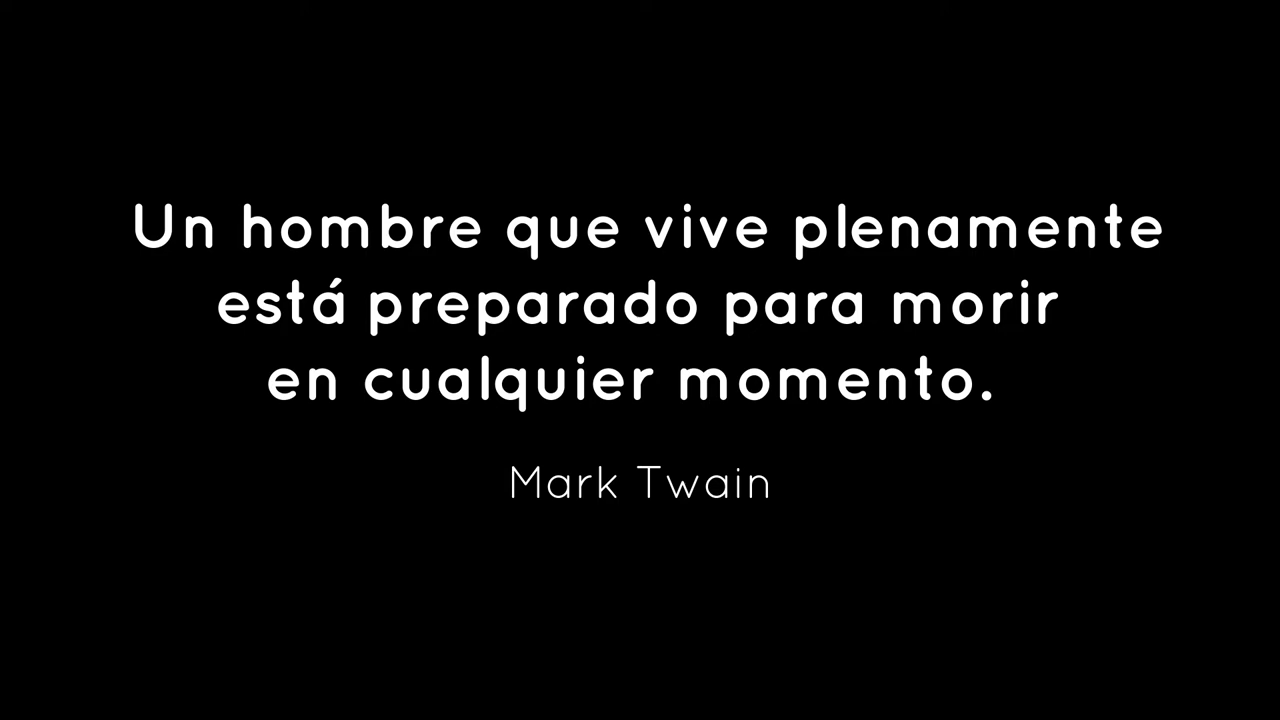 Un hombre que vive plenamente
está preparado para morir
en cualquier momento.
Mark Twain